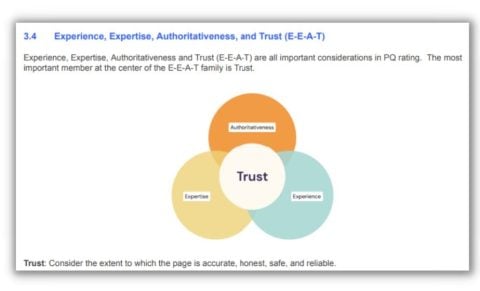 3.4 Experience, Expertise, Authoritativeness, and Trust (E-E-A-T)
Experience, Expertise, Authoritativeness and Trust (E-E-A-T) are all important considerations in PQ rating. The most
important member at the center of the E-E-A-T family is Trust.
Authoritativeness
Trust
Expertise
Experience
Trust: Consider the extent to which the page is accurate, honest, safe, and reliable.